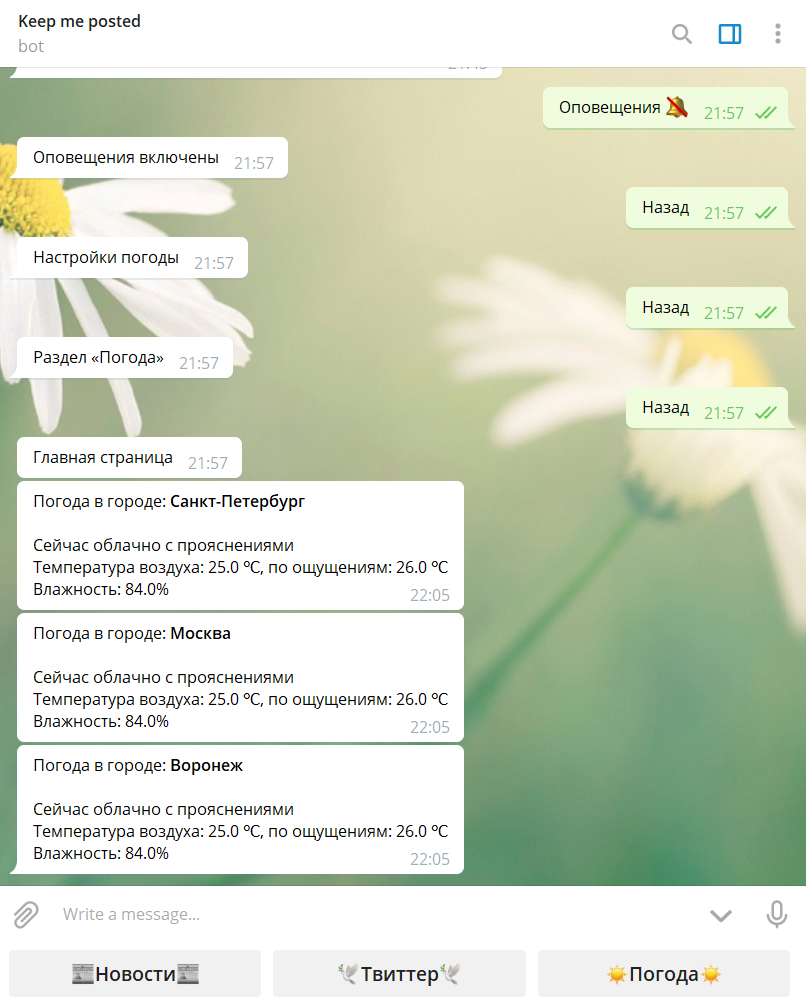 Keep me posted
bot
Оповещения 🔕 21:57
Оповещения включены 21:57
Назад 21:57
Настройки погоды 21:57
Назад 21:57
Раздел «Погода» 21:57
Назад 21:57
Главная страница 21:57
Погода в городе: Санкт-Петербург
Сейчас облачно с прояснениями
Температура воздуха: 25.0 ℃, по ощущениям: 26.0 ℃
Влажность: 84.0% 22:05
Погода в городе: Москва
Сейчас облачно с прояснениями
Температура воздуха: 25.0 ℃, по ощущениям: 26.0 ℃
Влажность: 84.0% 22:05
Погода в городе: Воронеж
Сейчас облачно с прояснениями
Температура воздуха: 25.0 ℃, по ощущениям: 26.0 ℃
Влажность: 84.0% 22:05
Write a message...
📰Новости📰 🕊Твиттер🕊 ☀️Погода☀️